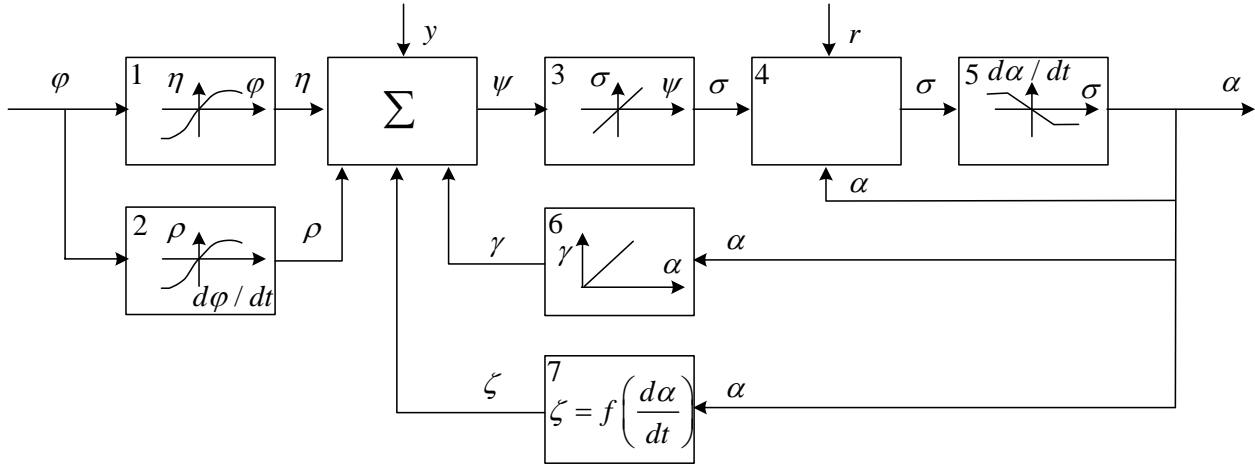 y
r
φ
1
η
φ
η
Σ
ψ
3
σ
ψ
σ
4
σ
5
dα / dt
σ
α
α
2
ρ
dφ / dt
ρ
γ
6
γ
α
α
ζ
7
ζ = f(dα/dt)
α